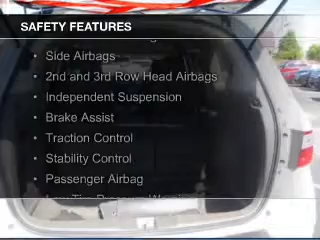 SAFETY FEATURES
• Side Airbags
• 2nd and 3rd Row Head Airbags
• Independent Suspension
• Brake Assist
• Traction Control
• Stability Control
• Passenger Airbag